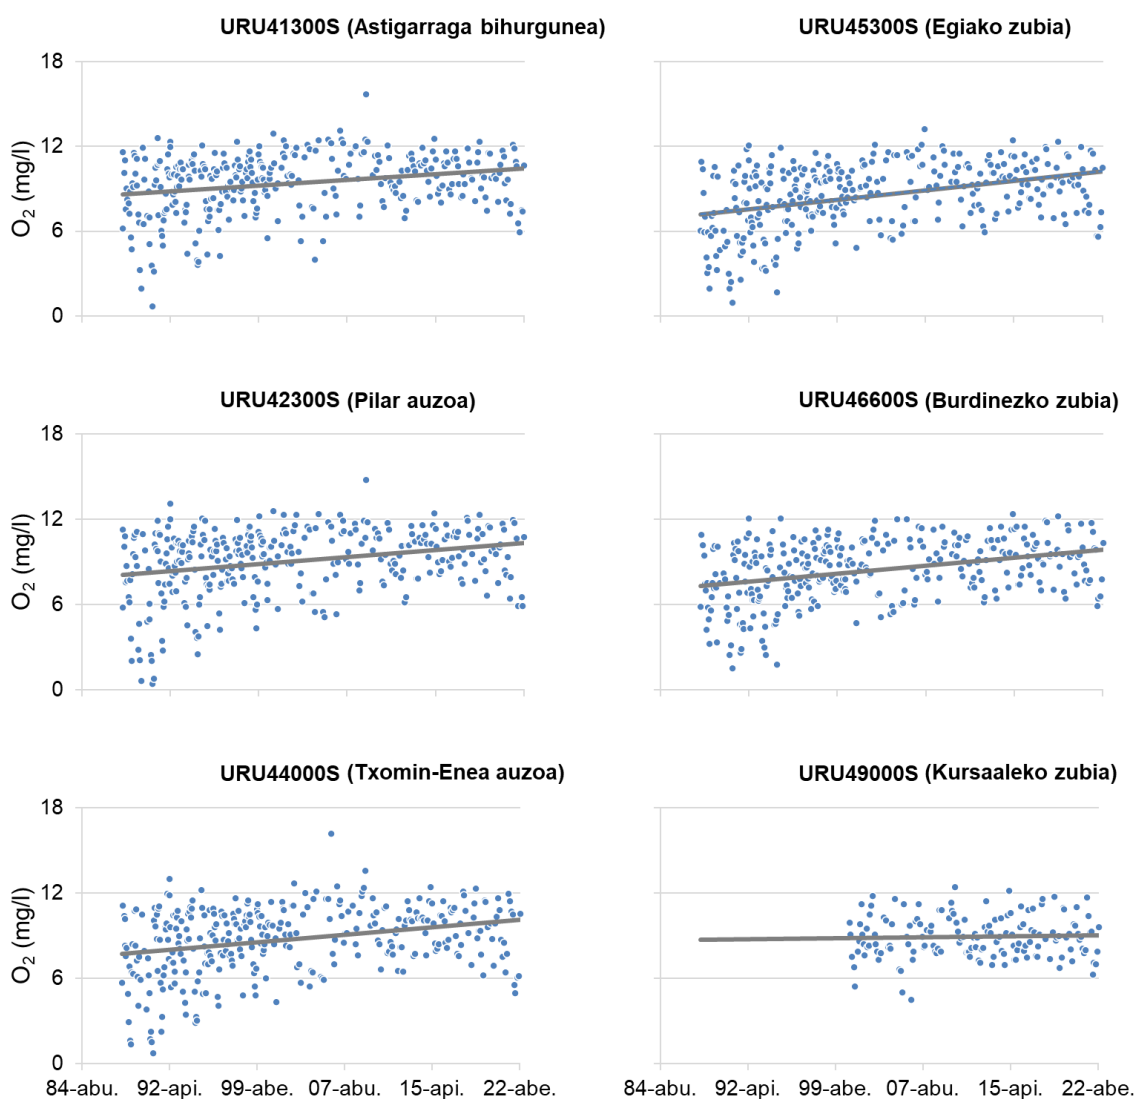 URU41300S (Astigarraga bihurgunea)
URU45300S (Egiako zubia)
18
12
6
0
O2 (mg/l)
URU42300S (Pilar auzoa)
URU46600S (Burdinezko zubia)
18
12
6
0
O2 (mg/l)
URU44000S (Txomin-Enea auzoa)
URU49000S (Kursaaleko zubia)
18
12
6
0
O2 (mg/l)
84-abu. 92-api. 99-abe. 07-abu. 15-api. 22-abe.
84-abu. 92-api. 99-abe. 07-abu. 15-api. 22-abe.